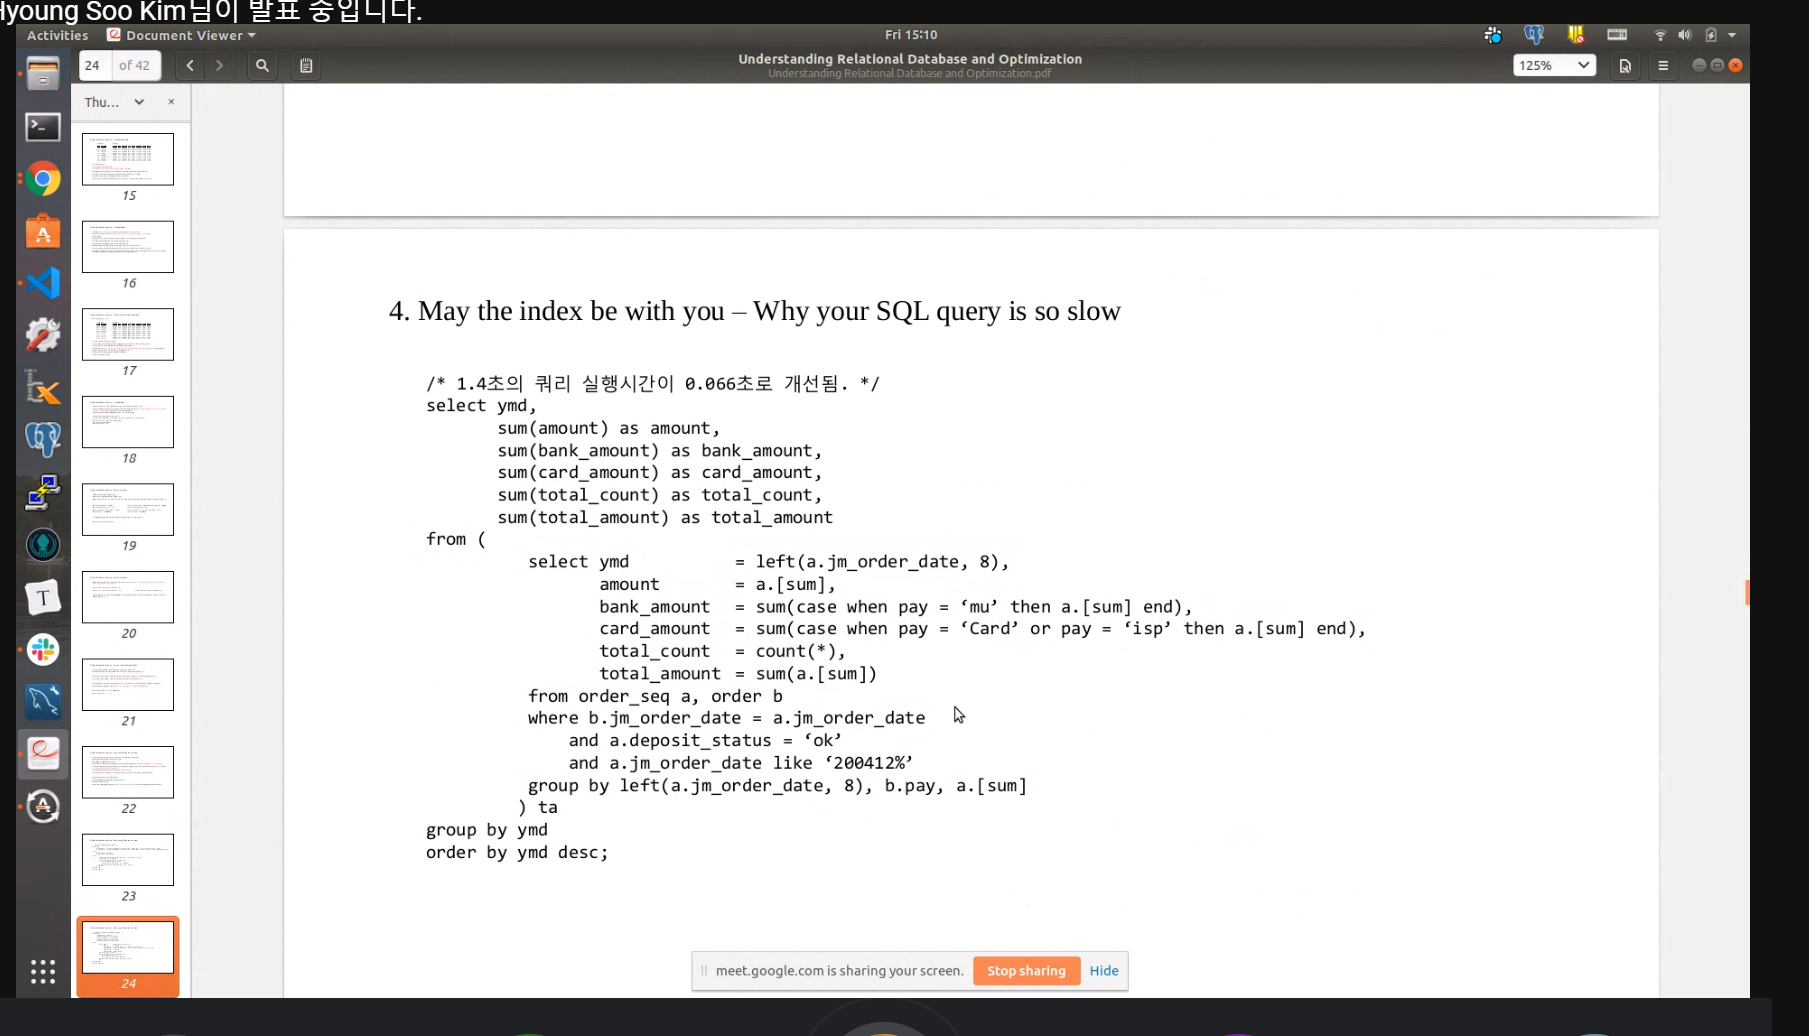 Hyoung Soo Kim님이 발표 중입니다.
Activities
Document Viewer
Fri 15:10
24
of 42
Understanding Relational Database and Optimization
Understanding Relational Database and Optimization.pdf
125%
Thu...
15
16
17
18
19
20
21
22
23
24
4. May the index be with you – Why your SQL query is so slow
/* 1.4초의 쿼리 실행시간이 0.066초로 개선됨. */
select ymd,
sum(amount) as amount,
sum(bank_amount) as bank_amount,
sum(card_amount) as card_amount,
sum(total_count) as total_count,
sum(total_amount) as total_amount
from (
select ymd = left(a.jm_order_date, 8),
amount = a.[sum],
bank_amount = sum(case when pay = ‘mu’ then a.[sum] end),
card_amount = sum(case when pay = ‘Card’ or pay = ‘isp’ then a.[sum] end),
total_count = count(*),
total_amount = sum(a.[sum])
from order_seq a, order b
where b.jm_order_date = a.jm_order_date
and a.deposit_status = ‘ok’
and a.jm_order_date like ‘200412%’
group by left(a.jm_order_date, 8), b.pay, a.[sum]
) ta
group by ymd
order by ymd desc;
meet.google.com is sharing your screen.
Stop sharing
Hide